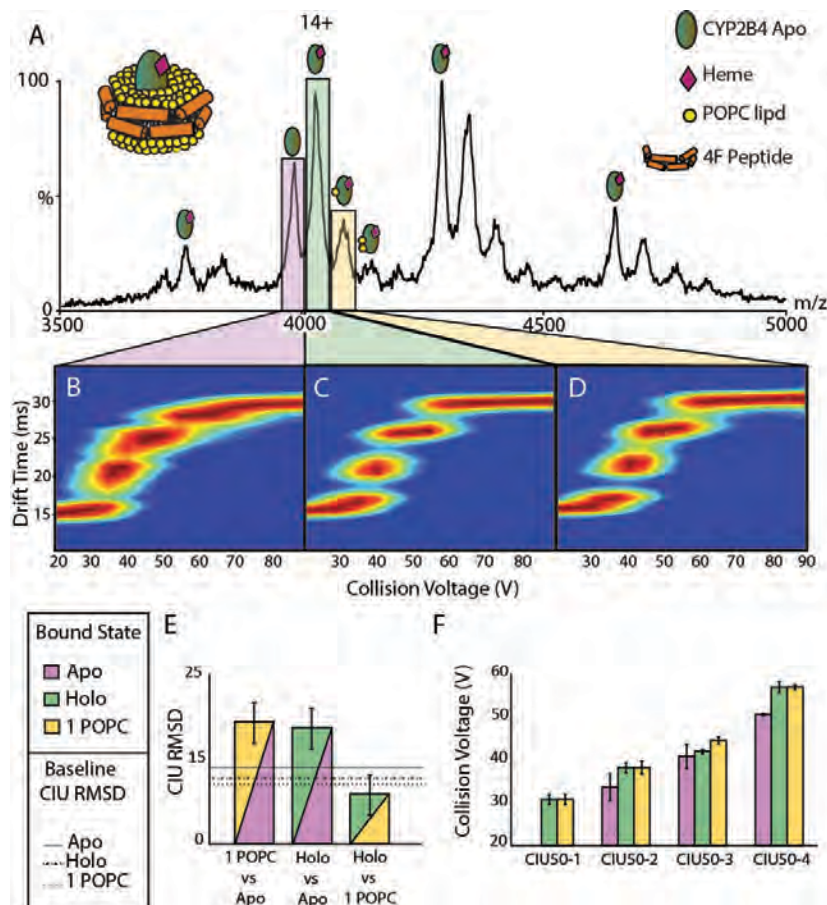 A
14+
CYP2B4 Apo
Heme
POPC lipd
4F Peptide
100
%
0
3500
4000
4500
5000
m/z
B
C
D
Drift Time (ms)
30
25
20
15
20 30 40 50 60 70 80
30 40 50 60 70 80
30 40 50 60 70 80 90
Collision Voltage (V)
Bound State
Apo
Holo
1 POPC
Baseline
CIU RMSD
Apo
Holo
1 POPC
E
CIU RMSD
25
15
0
1 POPC
vs
Apo
Holo
vs
Apo
Holo
vs
1 POPC
F
Collision Voltage (V)
60
50
40
30
20
CIU50-1
CIU50-2
CIU50-3
CIU50-4